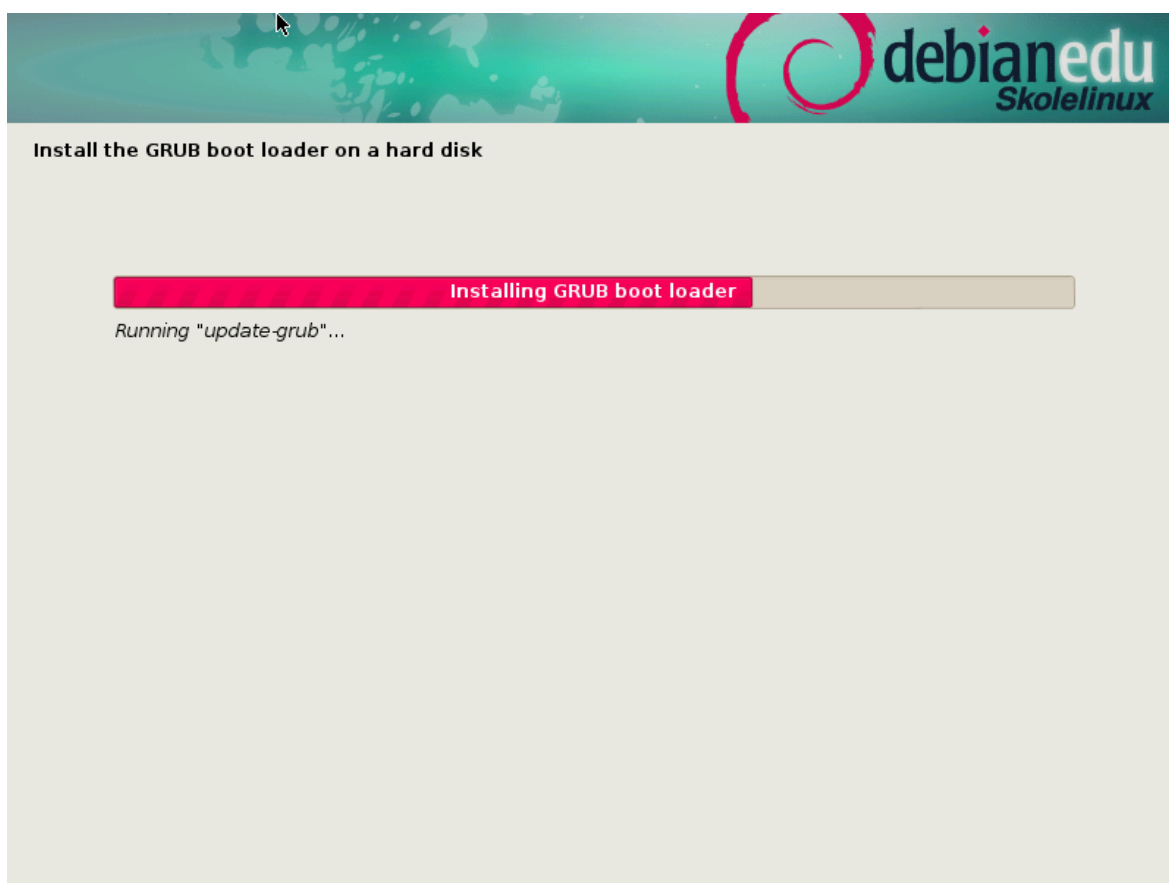 debianedu
Skolelinux
Install the GRUB boot loader on a hard disk
Installing GRUB boot loader
Running "update-grub"...